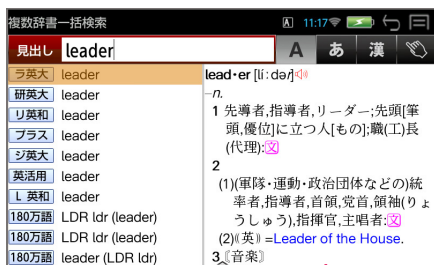 複数辞書一括検索 A 11:17
見出し leader A あ 漢
ラ英大 leader
研英大 leader
リ英和 leader
プラス leader
ジ英大 leader
英活用 leader
L 英和 leader
180万語 LDR ldr (leader)
180万語 LDR ldr (leader)
180万語 leader (LDR ldr)
lead・er [líːdər]
―n.
1 先導者,指導者,リーダー;先頭[筆
頭,優位]に立つ人[もの];職(工)長
(代理):文
2
(1)(軍隊・運動・政治団体などの)統
率者,指導者,首領,党首,領袖(りょ
うしゅう),指揮官,主唱者:文
(2)⦅英⦆=Leader of the House.
3〘音楽〙